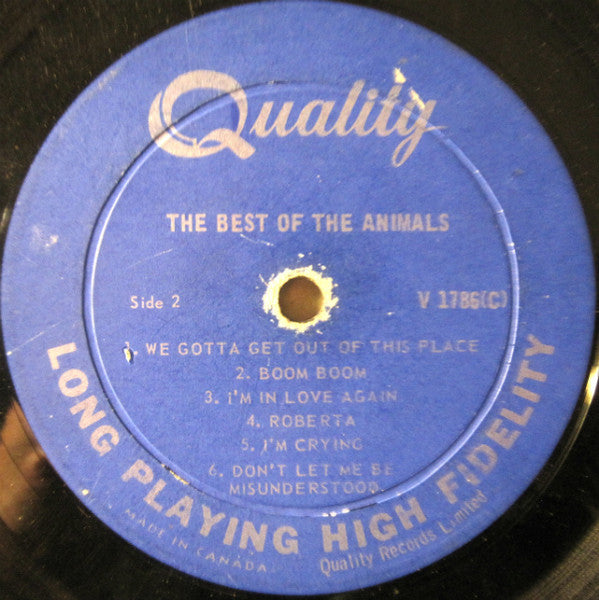 Quality
THE BEST OF THE ANIMALS
Side 2
V 1786(C)
1. WE GOTTA GET OUT OF THIS PLACE
2. BOOM BOOM
3. I'M IN LOVE AGAIN
4. ROBERTA
5. I'M CRYING
6. DON'T LET ME BE
MISUNDERSTOOD
LONG PLAYING HIGH FIDELITY
MADE IN CANADA
Quality Records Limited